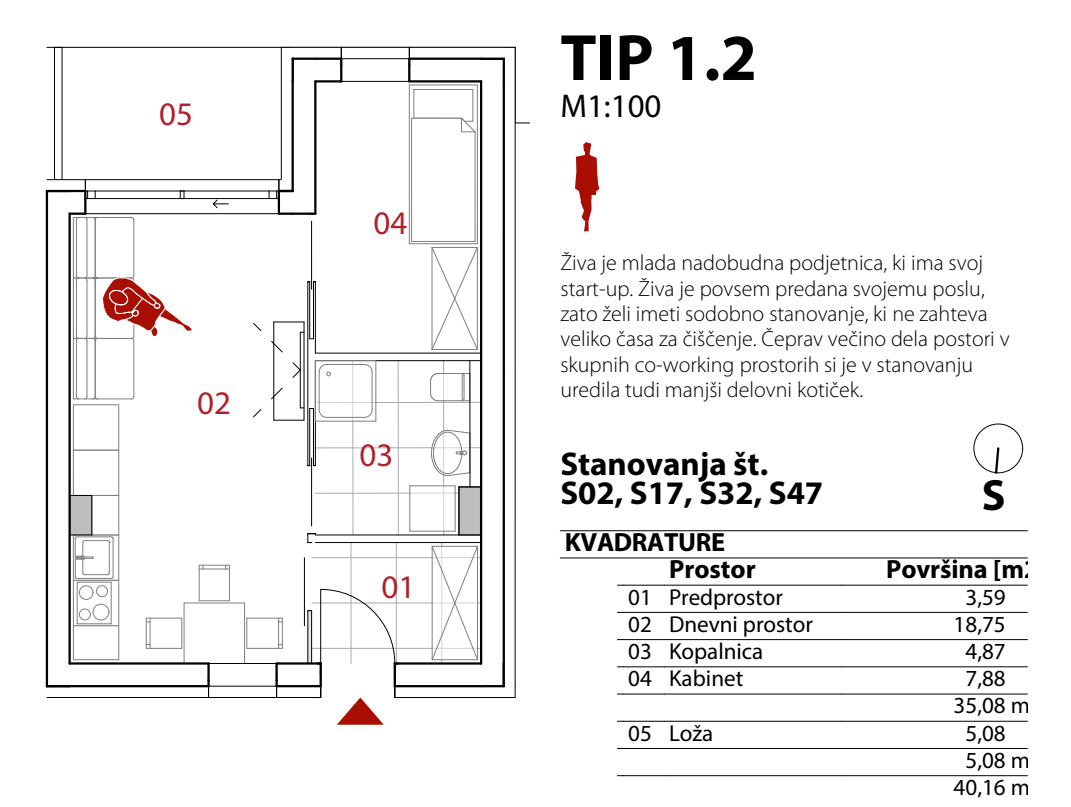 TIP 1.2
M1:100
Živa je mlada nadobudna podjetnica, ki ima svoj
start-up. Živa je povsem predana svojemu poslu,
zato želi imeti sodobno stanovanje, ki ne zahteva
veliko časa za čiščenje. Čeprav večino dela postori v
skupnih co-working prostorih si je v stanovanju
uredila tudi manjši delovni kotiček.
Stanovanja št.
S02, S17, S32, S47
S
KVADRATURE
Prostor Površina [m2
01 Predprostor 3,59
02 Dnevni prostor 18,75
03 Kopalnica 4,87
04 Kabinet 7,88
35,08 m
05 Loža 5,08
5,08 m
40,16 m
05
04
02
03
01